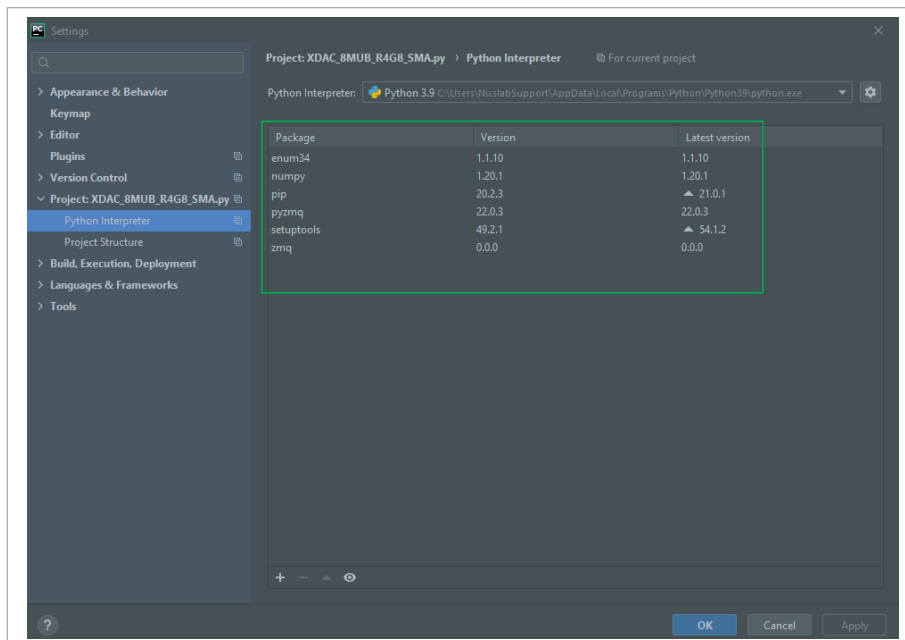 PC Settings
Project: XDAC_8MUB_R4G8_SMA.py > Python Interpreter For current project
Python Interpreter: Python 3.9 C:\Users\NicslabSupport\AppData\Local\Programs\Python\Python39\python.exe
Appearance & Behavior
Keymap
Editor
Plugins
Version Control
Project: XDAC_8MUB_R4G8_SMA.py
Python Interpreter
Project Structure
Build, Execution, Deployment
Languages & Frameworks
Tools
Package Version Latest version
enum34 1.1.10 1.1.10
numpy 1.20.1 1.20.1
pip 20.2.3 21.0.1
pyzmq 22.0.3 22.0.3
setuptools 49.2.1 54.1.2
zmq 0.0.0 0.0.0
? OK Cancel Apply